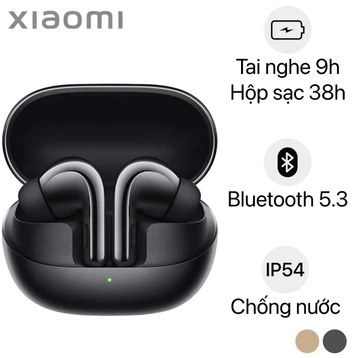 xiaomi
Tai nghe 9h
Hộp sạc 38h
Bluetooth 5.3
IP54
Chống nước